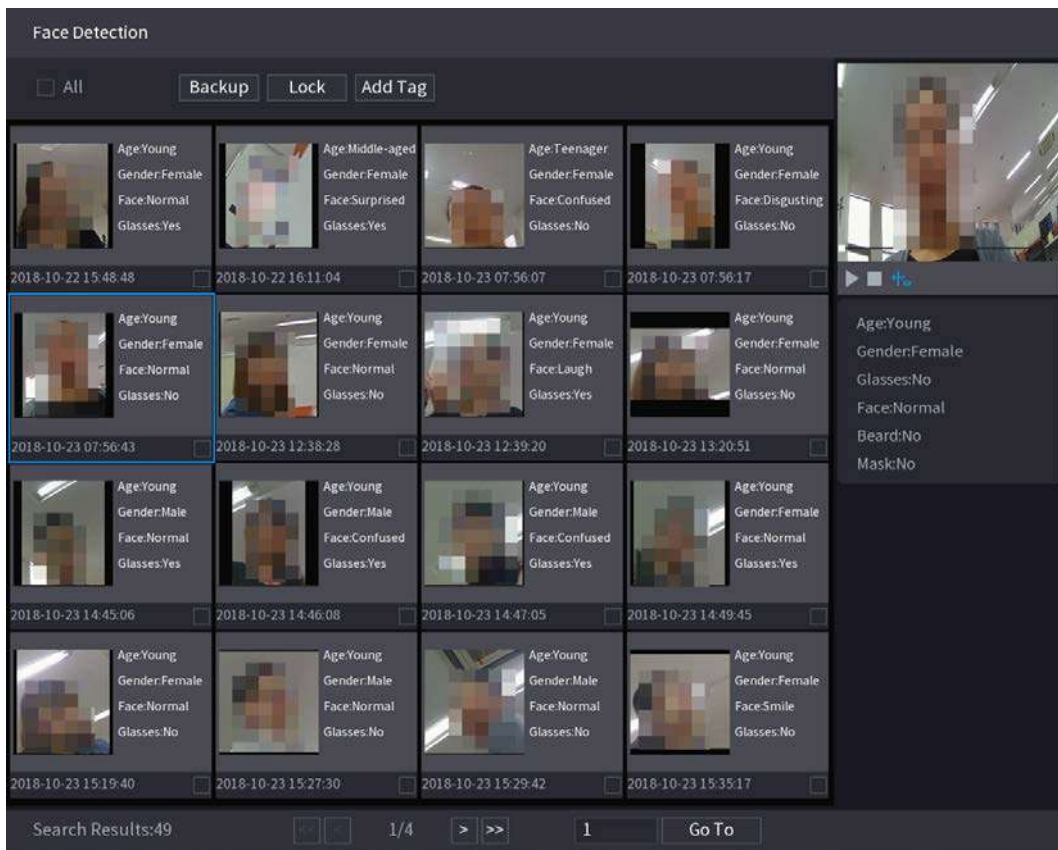 Face Detection
All
Backup
Lock
Add Tag
Age:Young
Gender:Female
Face:Normal
Glasses:Yes
2018-10-22 15:48:48
Age:Middle-aged
Gender:Female
Face:Surprised
Glasses:Yes
2018-10-22 16:11:04
Age:Teenager
Gender:Female
Face:Confused
Glasses:No
2018-10-23 07:56:07
Age:Young
Gender:Female
Face:Disgusting
Glasses:No
2018-10-23 07:56:17
Age:Young
Gender:Female
Face:Normal
Glasses:No
2018-10-23 07:56:43
Age:Young
Gender:Female
Face:Normal
Glasses:No
2018-10-23 12:38:28
Age:Young
Gender:Female
Face:Laugh
Glasses:Yes
2018-10-23 12:39:20
Age:Young
Gender:Female
Face:Normal
Glasses:No
2018-10-23 13:20:51
Age:Young
Gender:Male
Face:Normal
Glasses:Yes
2018-10-23 14:45:06
Age:Young
Gender:Male
Face:Confused
Glasses:Yes
2018-10-23 14:46:08
Age:Young
Gender:Male
Face:Confused
Glasses:Yes
2018-10-23 14:47:05
Age:Young
Gender:Female
Face:Normal
Glasses:Yes
2018-10-23 14:49:45
Age:Young
Gender:Female
Face:Normal
Glasses:No
2018-10-23 15:19:40
Age:Young
Gender:Male
Face:Normal
Glasses:No
2018-10-23 15:27:30
Age:Young
Gender:Male
Face:Normal
Glasses:No
2018-10-23 15:29:42
Age:Young
Gender:Female
Face:Smile
Glasses:No
2018-10-23 15:35:17
Age:Young
Gender:Female
Glasses:No
Face:Normal
Beard:No
Mask:No
Search Results:49
<< < 1/4 > >> 1 Go To